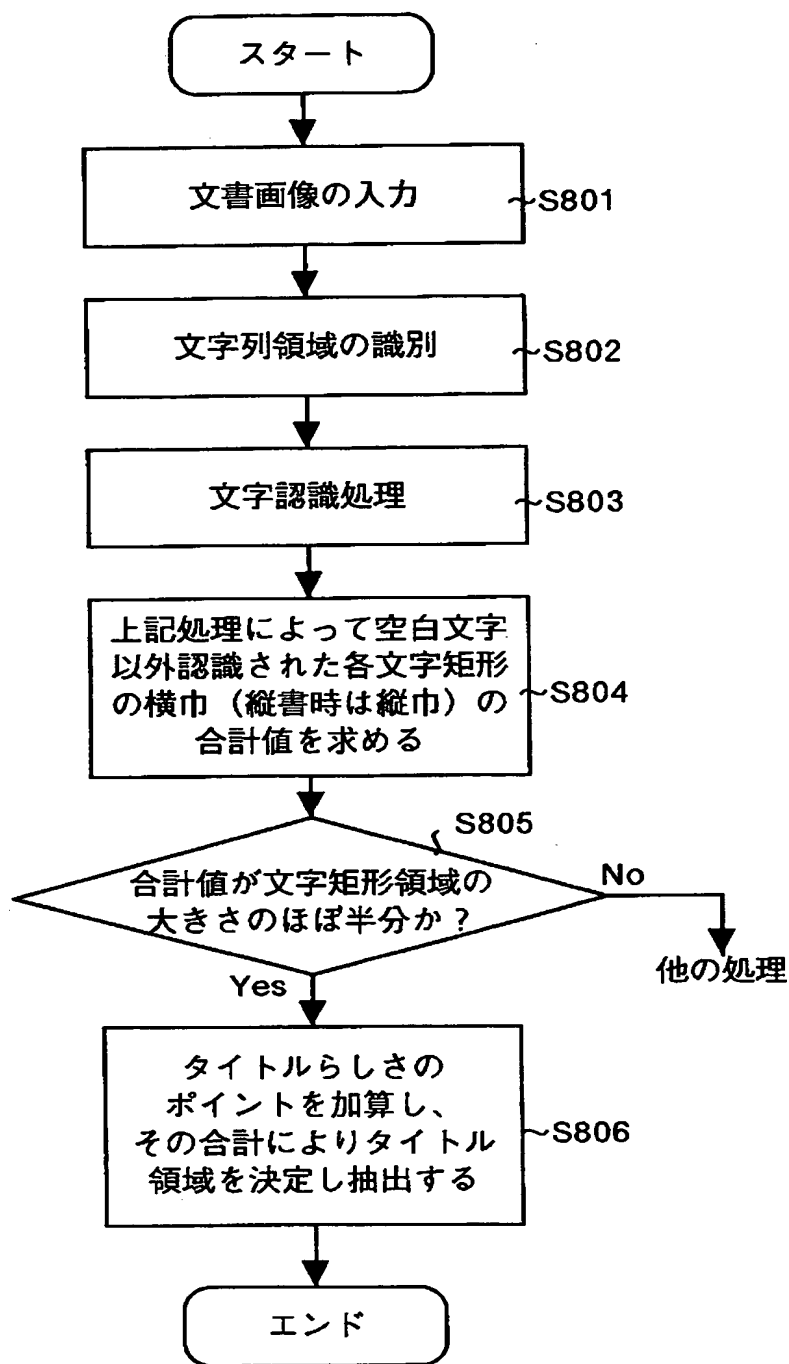 スタート
文書画像の入力
~S801
文字列領域の識別
~S802
文字認識処理
~S803
上記処理によって空白文字
以外認識された各文字矩形
の横巾（縦書時は縦巾）の
合計値を求める
~S804
S805
合計値が文字矩形領域の
大きさのほぼ半分か？
No
他の処理
Yes
タイトルらしさの
ポイントを加算し、
その合計によりタイトル
領域を決定し抽出する
~S806
エンド